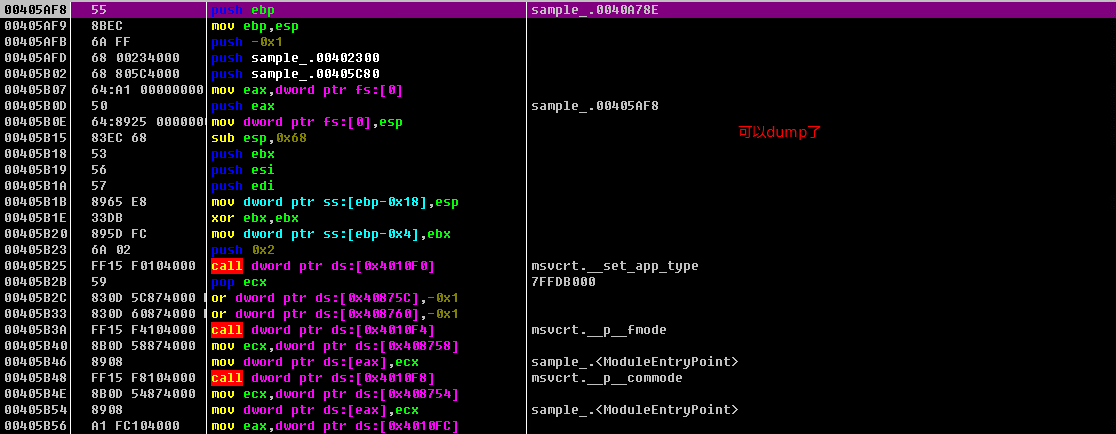 00405AF8 55 push ebp sample_.0040A78E
00405AF9 8BEC mov ebp,esp
00405AFB 6A FF push -0x1
00405AFD 68 00234000 push sample_.00402300
00405B02 68 805C4000 push sample_.00405C80
00405B07 64:A1 00000000 mov eax,dword ptr fs:[0]
00405B0D 50 push eax sample_.00405AF8
00405B0E 64:8925 0000000 mov dword ptr fs:[0],esp
00405B15 83EC 68 sub esp,0x68
可以dump了
00405B18 53 push ebx
00405B19 56 push esi
00405B1A 57 push edi
00405B1B 8965 E8 mov dword ptr ss:[ebp-0x18],esp
00405B1E 33DB xor ebx,ebx
00405B20 895D FC mov dword ptr ss:[ebp-0x4],ebx
00405B23 6A 02 push 0x2
00405B25 FF15 F0104000 call dword ptr ds:[0x4010F0] msvcrt.__set_app_type
00405B2B 59 pop ecx 7FFDB000
00405B2C 830D 5C874000 or dword ptr ds:[0x40875C],-0x1
00405B33 830D 60874000 or dword ptr ds:[0x408760],-0x1
00405B3A FF15 F4104000 call dword ptr ds:[0x4010F4] msvcrt.__p__fmode
00405B40 8B0D 58874000 mov ecx,dword ptr ds:[0x408758]
00405B46 8908 mov dword ptr ds:[eax],ecx sample_.<ModuleEntryPoint>
00405B48 FF15 F8104000 call dword ptr ds:[0x4010F8] msvcrt.__p__commode
00405B4E 8B0D 54874000 mov ecx,dword ptr ds:[0x408754]
00405B54 8908 mov dword ptr ds:[eax],ecx sample_.<ModuleEntryPoint>
00405B56 A1 FC104000 mov eax,dword ptr ds:[0x4010FC]